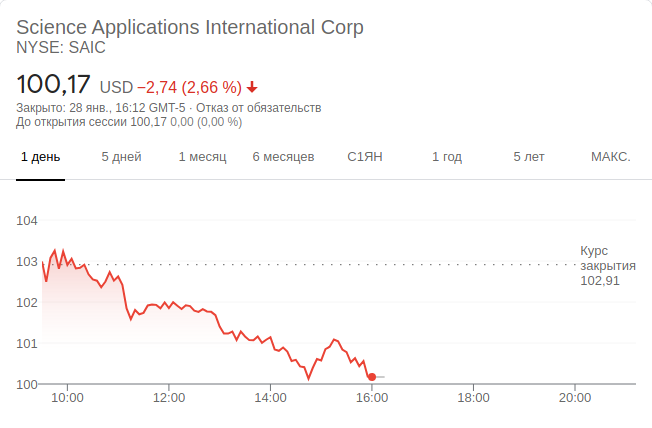 Science Applications International Corp
NYSE: SAIC
100,17 USD −2,74 (2,66 %)
Закрыто: 28 янв., 16:12 GMT-5 · Отказ от обязательств
До открытия сессии 100,17 0,00 (0,00 %)
1 день 5 дней 1 месяц 6 месяцев С1ЯН 1 год 5 лет МАКС.
104
103
102
101
100
Курс
закрытия
102,91
10:00 12:00 14:00 16:00 18:00 20:00